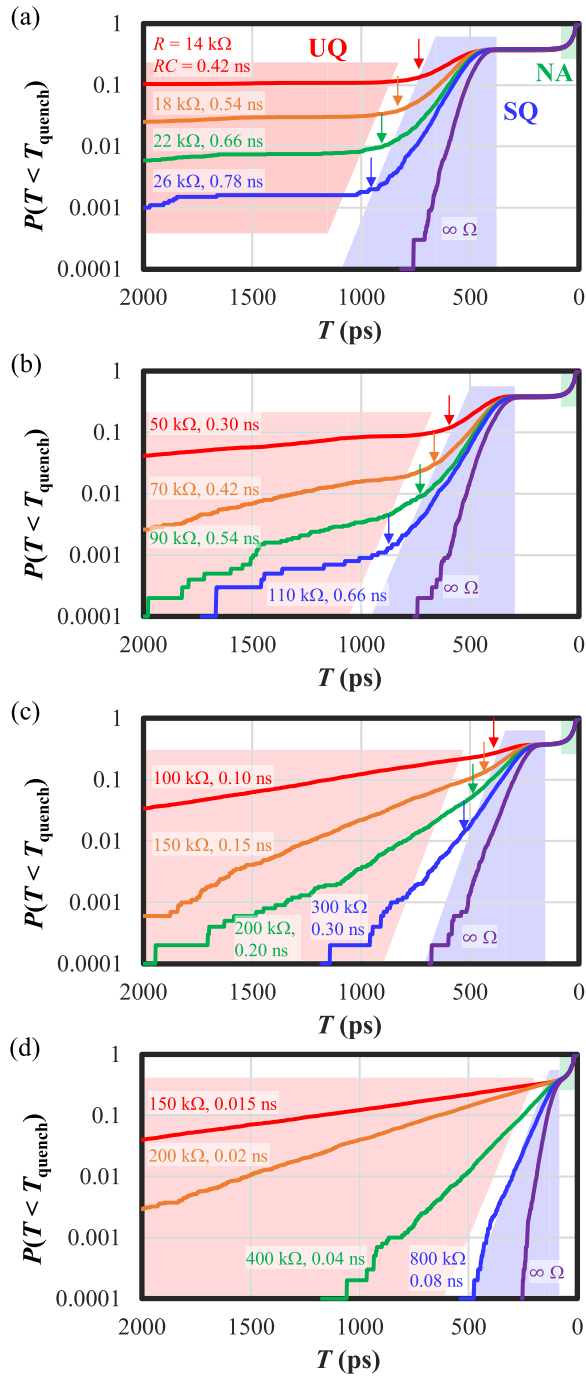 (a)
1
0.1
0.01
0.001
0.0001
P(T < Tquench)
R = 14 kΩ
RC = 0.42 ns
UQ
NA
SQ
18 kΩ, 0.54 ns
22 kΩ, 0.66 ns
26 kΩ, 0.78 ns
∞ Ω
2000 1500 1000 500 0
T (ps)
(b)
1
0.1
0.01
0.001
0.0001
P(T < Tquench)
50 kΩ, 0.30 ns
70 kΩ, 0.42 ns
90 kΩ, 0.54 ns
110 kΩ, 0.66 ns
∞ Ω
2000 1500 1000 500 0
T (ps)
(c)
1
0.1
0.01
0.001
0.0001
P(T < Tquench)
100 kΩ, 0.10 ns
150 kΩ, 0.15 ns
200 kΩ,
0.20 ns
300 kΩ
0.30 ns
∞ Ω
2000 1500 1000 500 0
T (ps)
(d)
1
0.1
0.01
0.001
0.0001
P(T < Tquench)
150 kΩ, 0.015 ns
200 kΩ, 0.02 ns
400 kΩ, 0.04 ns
800 kΩ
0.08 ns
∞ Ω
2000 1500 1000 500 0
T (ps)